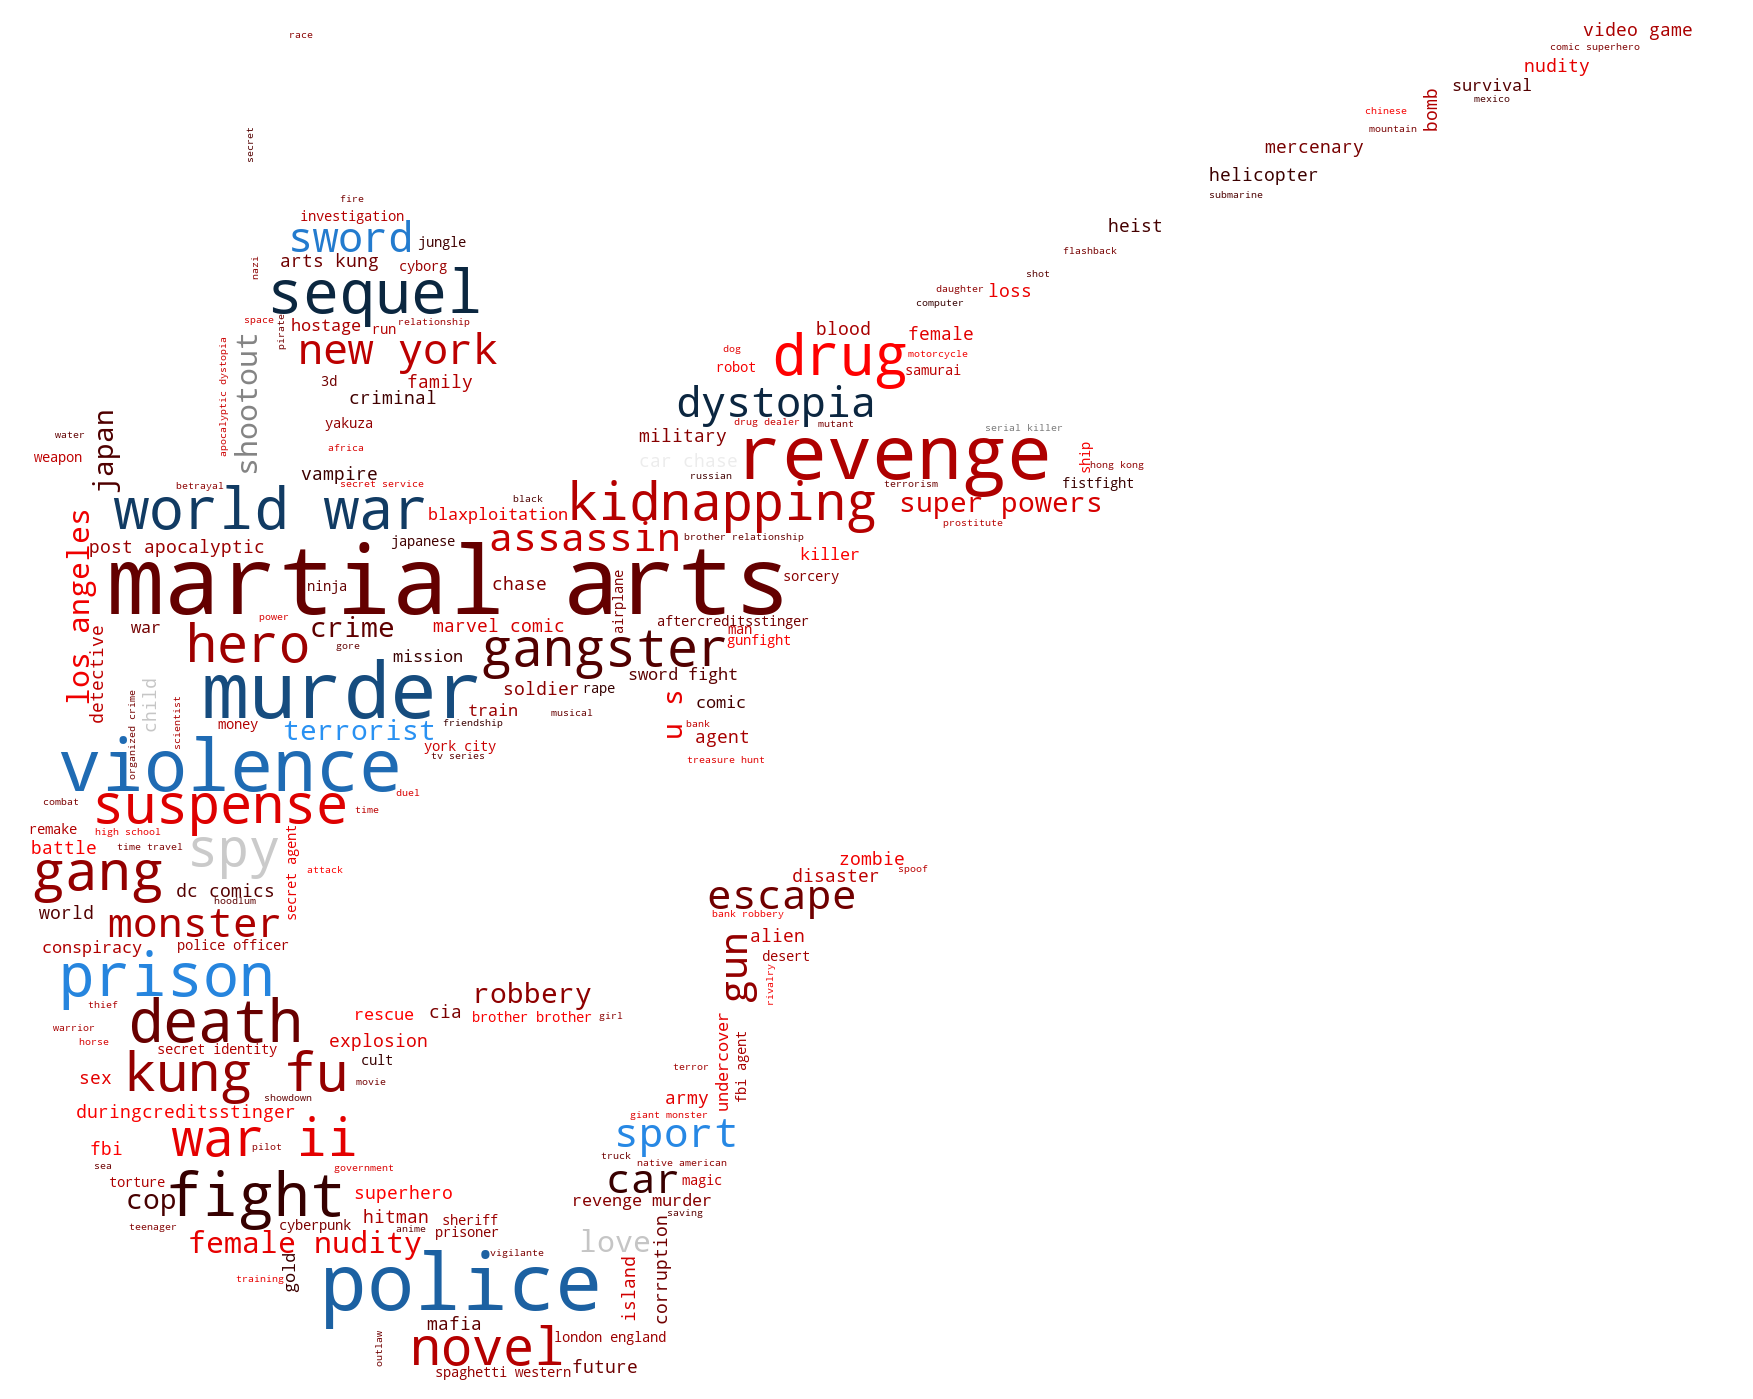 race
video game
comic superhero
nudity
survival
mexico
bomb
chinese
mountain
secret
mercenary
helicopter
submarine
fire
investigation
sword
jungle
heist
flashback
arts kung
cyborg
nazi
shot
sequel
daughter
loss
computer
space
pirate
hostage
run
relationship
blood
female
new york
drug
dog
motorcycle
robot
samurai
apocalyptic dystopia
shootout
3d
family
criminal
dystopia
yakuza
drug dealer
mutant
serial killer
water
japan
military
africa
weapon
car chase
revenge
ship
hong kong
vampire
russian
fistfight
betrayal
secret service
terrorism
world war
black
kidnapping
super powers
blaxploitation
prostitute
los angeles
post apocalyptic
japanese
assassin
brother relationship
killer
martial arts
ninja
chase
airplane
sorcery
power
war
hero
crime
marvel comic
aftercreditsstinger
man
gunfight
gore
detective
mission
gangster
sword fight
murder
soldier
rape
u s
comic
child
organized crime
scientist
money
train
musical
terrorist
friendship
bank
agent
york city
tv series
violence
treasure hunt
duel
combat
suspense
time
remake
high school
battle
time travel
spy
secret agent
zombie
gang
attack
disaster
spoof
dc comics
hoodlum
escape
world
monster
bank robbery
conspiracy
police officer
gun
alien
desert
prison
rivalry
robbery
thief
death
rescue
cia
brother brother
girl
warrior
horse
secret identity
explosion
undercover
fbi agent
cult
sex
kung fu
movie
terror
showdown
army
duringcreditsstinger
giant monster
war ii
sport
fbi
pilot
truck
sea
government
native american
torture
car
magic
cop
fight
superhero
revenge murder
hitman
sheriff
saving
teenager
cyberpunk
anime
prisoner
female nudity
love
corruption
vigilante
gold
training
police
island
mafia
outlaw
novel
london england
spaghetti western
future